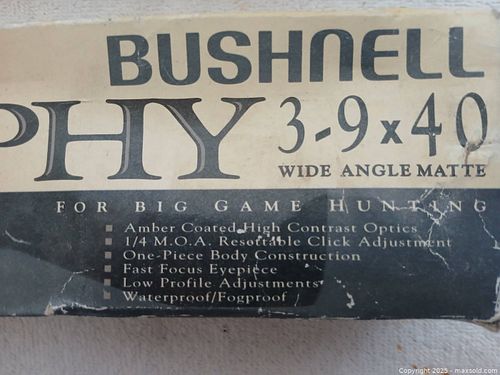 BUSHNELL
PHY 3-9x40
WIDE ANGLE MATTE
FOR BIG GAME HUNTING
Amber Coated High Contrast Optics
1/4 M.O.A. Resettable Click Adjustment
One-Piece Body Construction
Fast Focus Eyepiece
Low Profile Adjustments
Waterproof/Fogproof
Copyright 2025 - maxsold.com